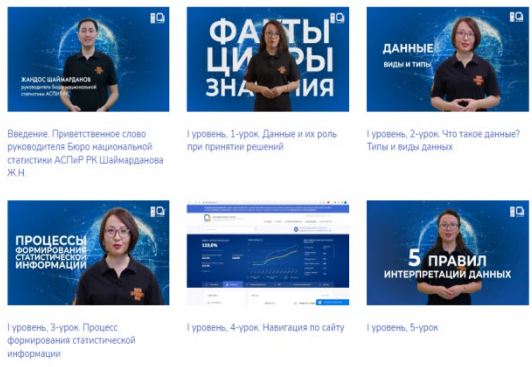 ЖАНДОС ШАЙМАРДАНОВ
руководитель Бюро национальной
статистики АСПиР РК
ФАКТЫ
ЦИФРЫ
ЗНАНИЯ
ДАННЫЕ
ВИДЫ И ТИПЫ
Введение. Приветственное слово
руководителя Бюро национальной
статистики АСПиР РК Шаймарданова
Ж.Н.
I уровень, 1-урок. Данные и их роль
при принятии решений
I уровень, 2-урок. Что такое данные?
Типы и виды данных
ПРОЦЕССЫ
ФОРМИРОВАНИЯ
СТАТИСТИЧЕСКОЙ
ИНФОРМАЦИИ
5 ПРАВИЛ
ИНТЕРПРЕТАЦИИ ДАННЫХ
I уровень, 3-урок. Процесс
формирования статистической
информации
I уровень, 4-урок. Навигация по сайту
I уровень, 5-урок